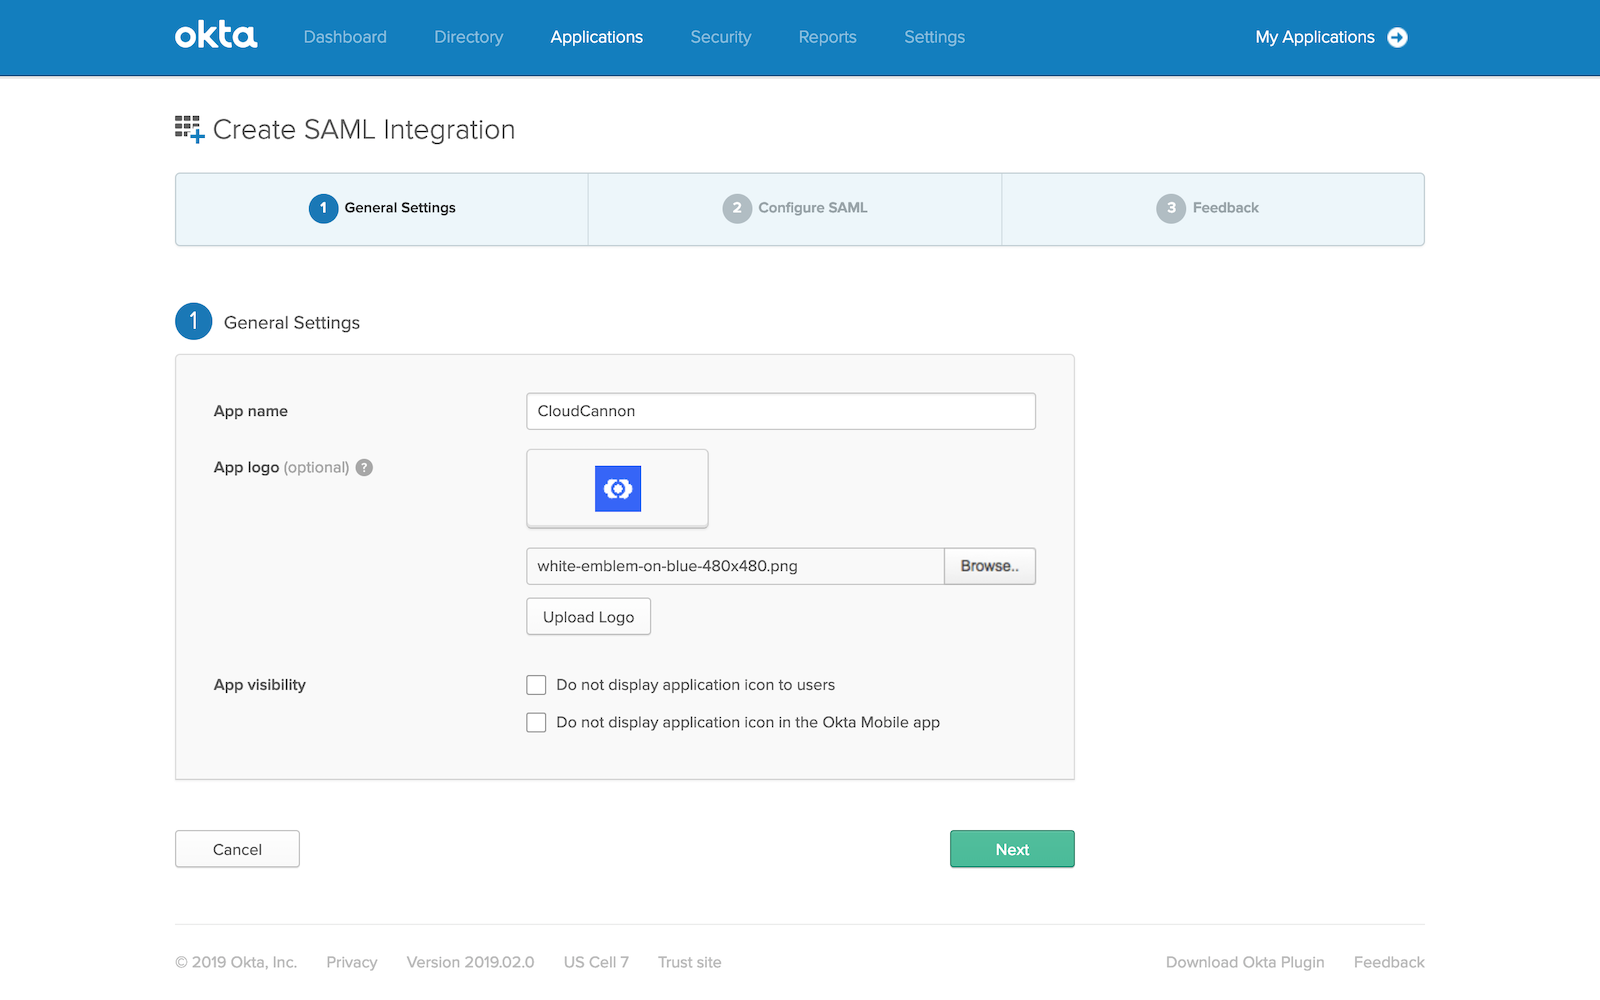 okta Dashboard Directory Applications Security Reports Settings My Applications
Create SAML Integration
1 General Settings 2 Configure SAML 3 Feedback
1 General Settings
App name CloudCannon
App logo (optional) ?
white-emblem-on-blue-480x480.png Browse..
Upload Logo
App visibility Do not display application icon to users
Do not display application icon in the Okta Mobile app
Cancel Next
© 2019 Okta, Inc. Privacy Version 2019.02.0 US Cell 7 Trust site Download Okta Plugin Feedback